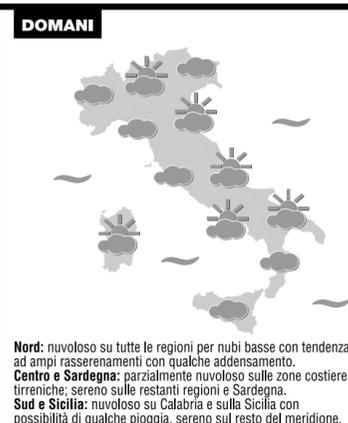 DOMANI
Nord: nuvoloso su tutte le regioni per nubi basse con tendenza
ad ampi rasserenamenti con qualche addensamento.
Centro e Sardegna: parzialmente nuvoloso sulle zone costiere
tirreniche; sereno sulle restanti regioni e Sardegna.
Sud e Sicilia: nuvoloso su Calabria e sulla Sicilia con
possibilità di qualche pioggia, sereno sul resto del meridione.